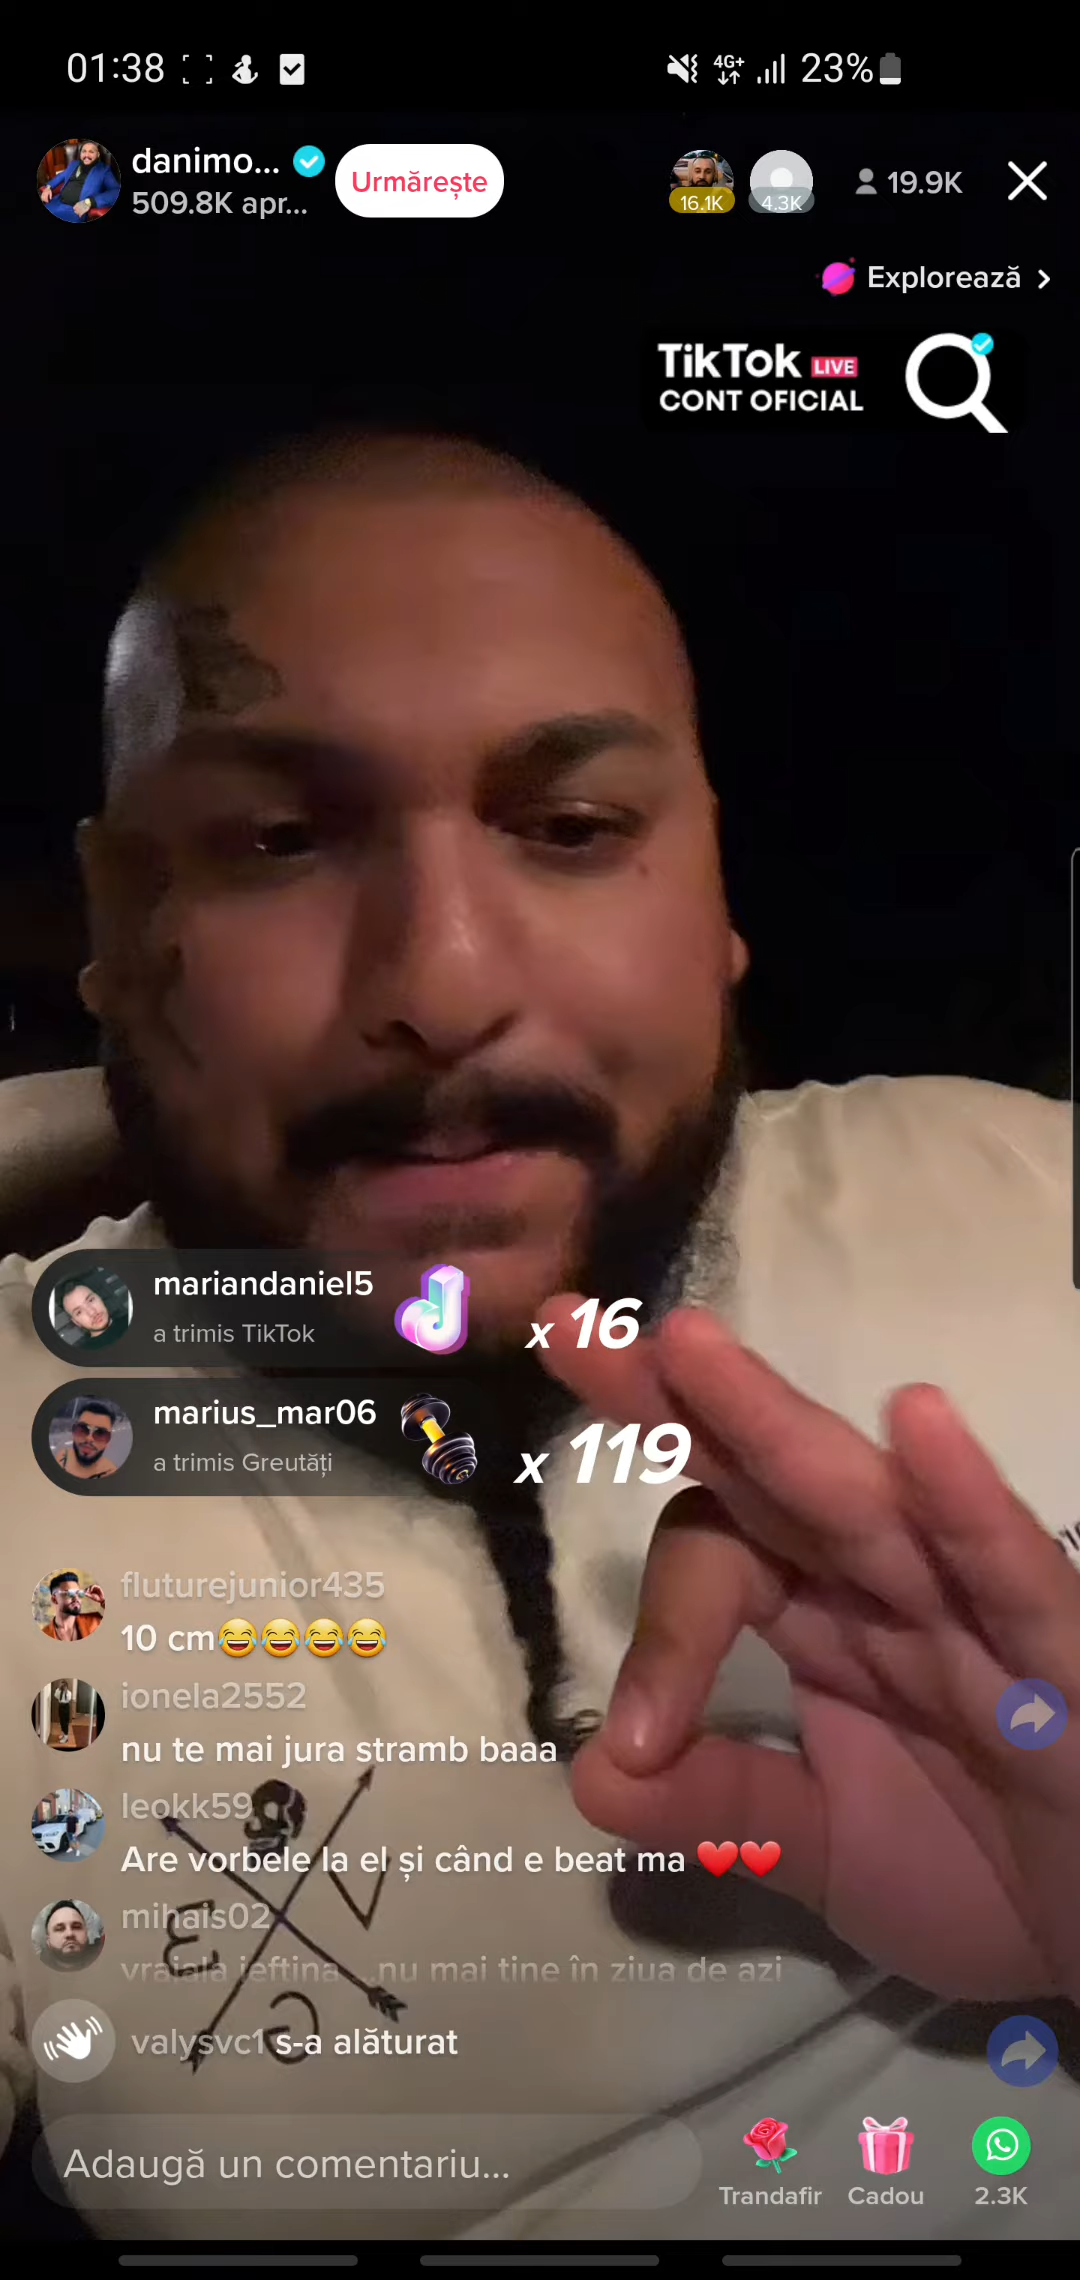 01:38
4G+
23%
danimo...
509.8K apr...
Urmărește
16.1K
4.3K
19.9K
Explorează
TikTok LIVE
CONT OFICIAL
mariandaniel5
a trimis TikTok
x 16
marius_mar06
a trimis Greutăți
x 119
fluturejunior435
10 cm😂😂😂😂
ionela2552
nu te mai jura stramb baaa
leokk59
Are vorbele la el și când e beat ma ❤️❤️
mihais02
vraiala ieftina ...nu mai tine în ziua de azi
valysvc1 s-a alăturat
Adaugă un comentariu...
Trandafir
Cadou
2.3K